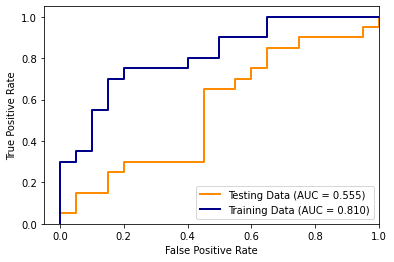 1.0
0.8
0.6
0.4
0.2
0.0
True Positive Rate
Testing Data (AUC = 0.555)
Training Data (AUC = 0.810)
0.0 0.2 0.4 0.6 0.8 1.0
False Positive Rate